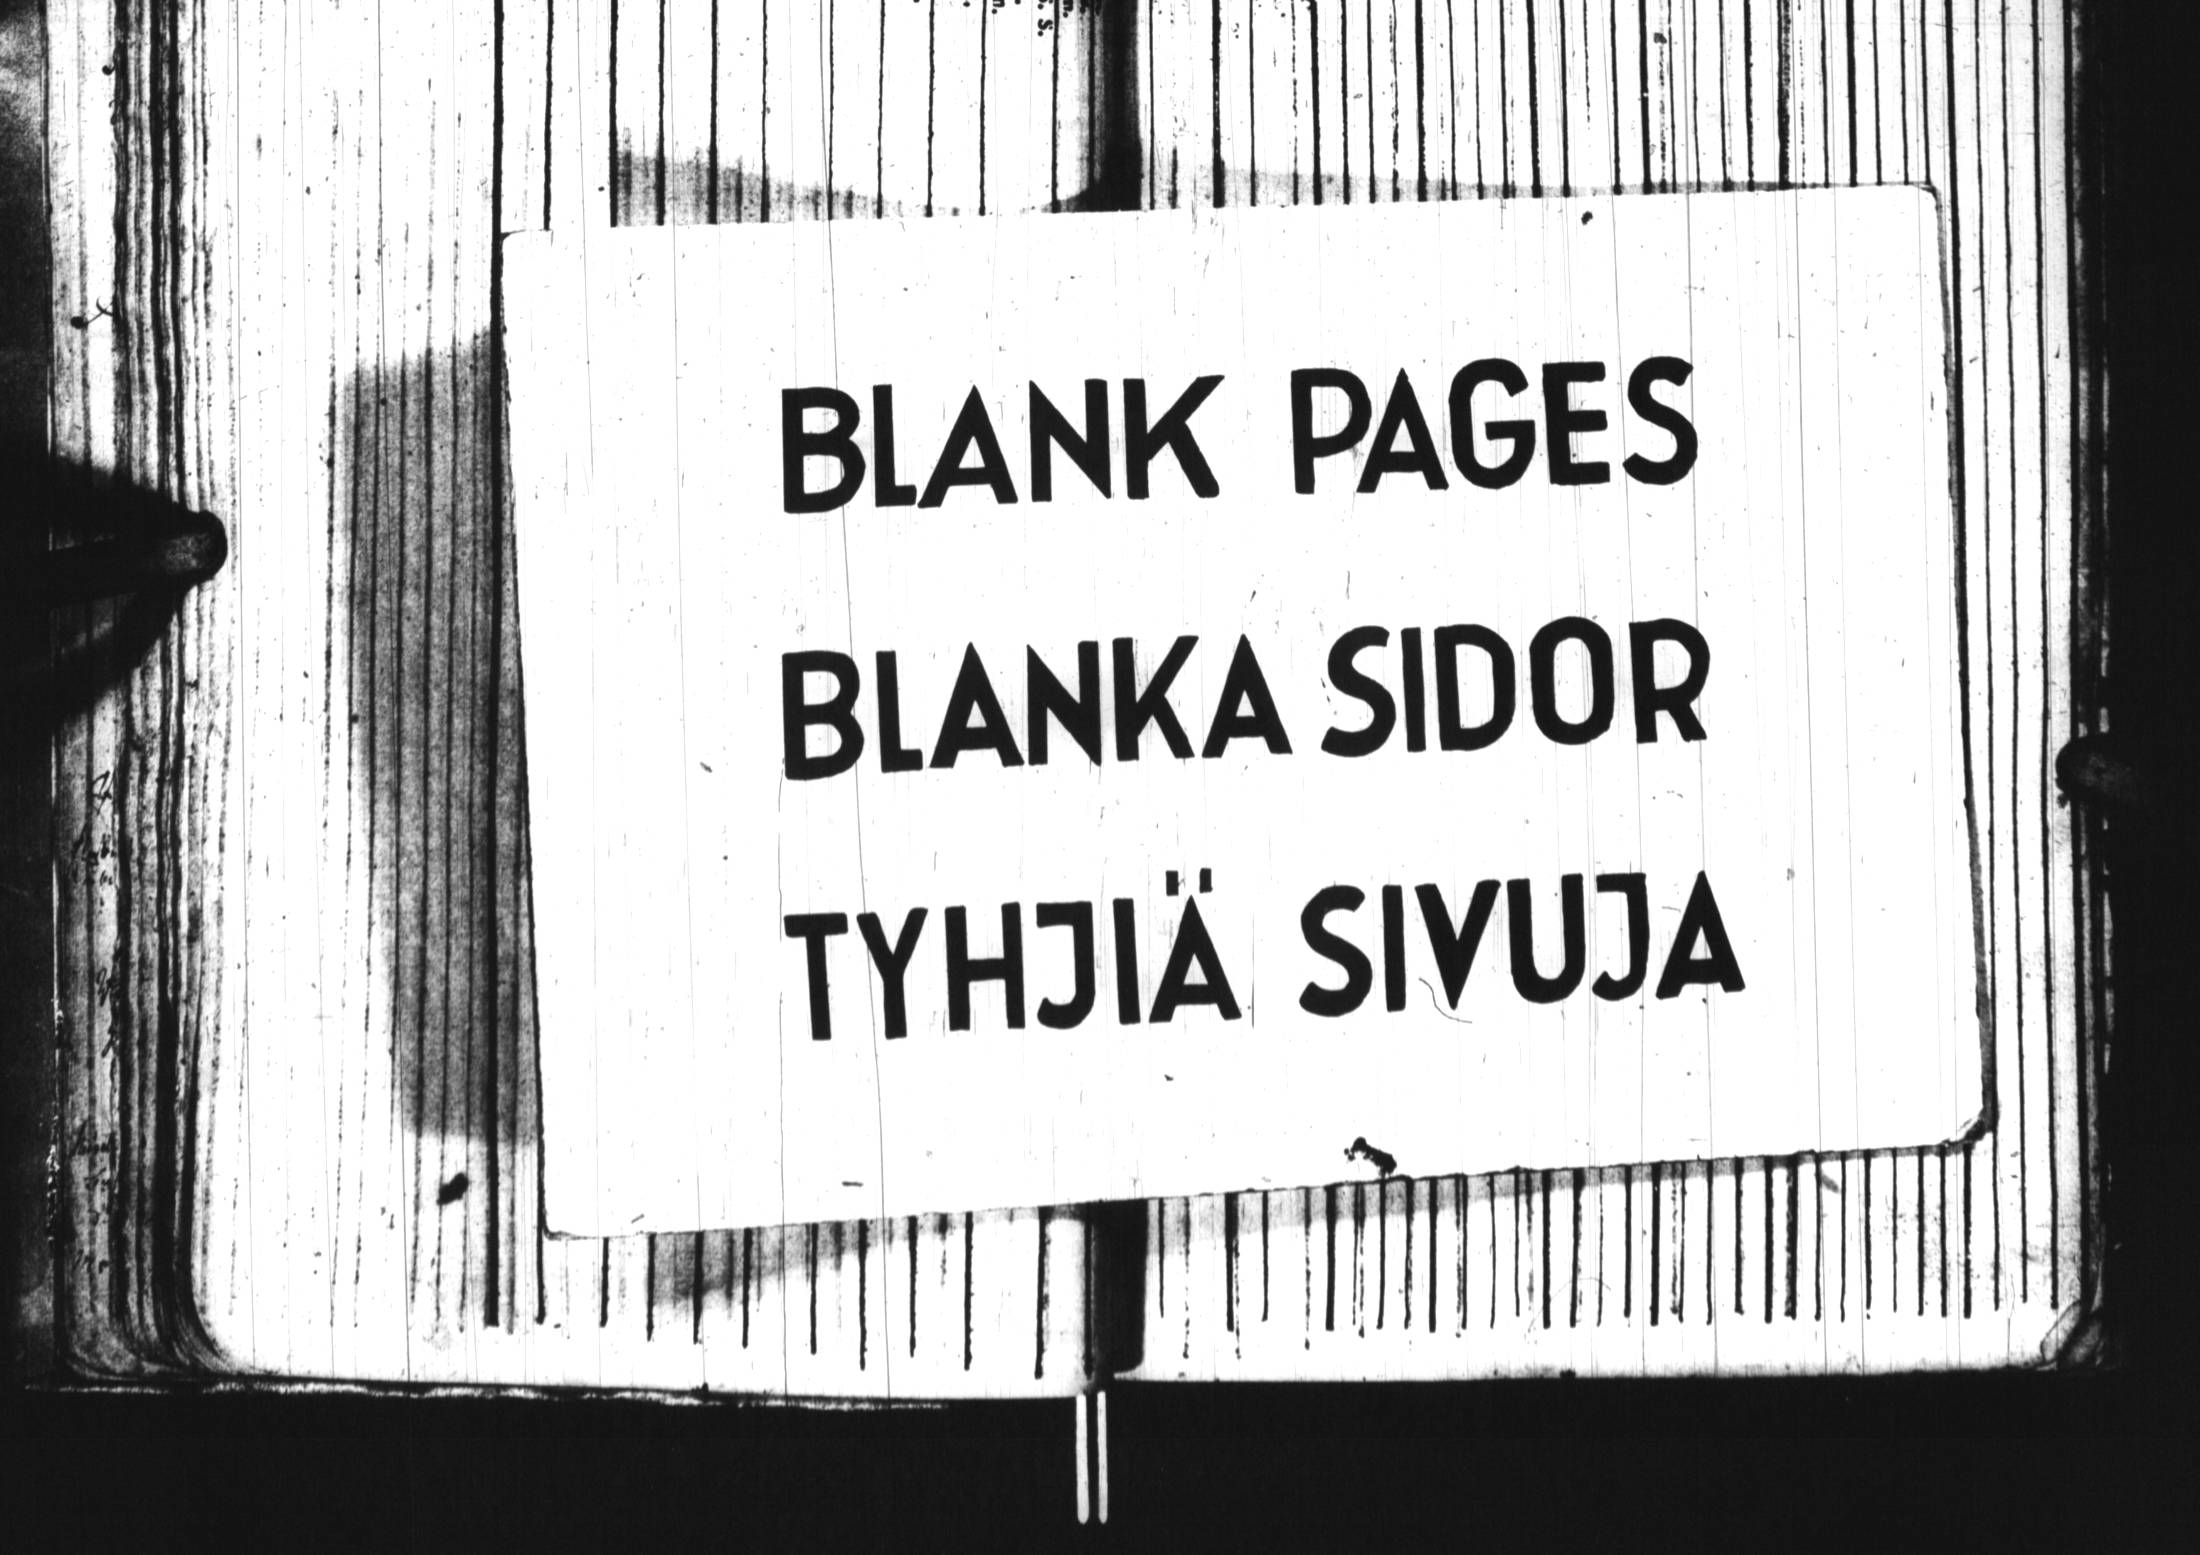 BLANK PAGES
BLANKA SIDOR
TYHJIÄ SIVUJA